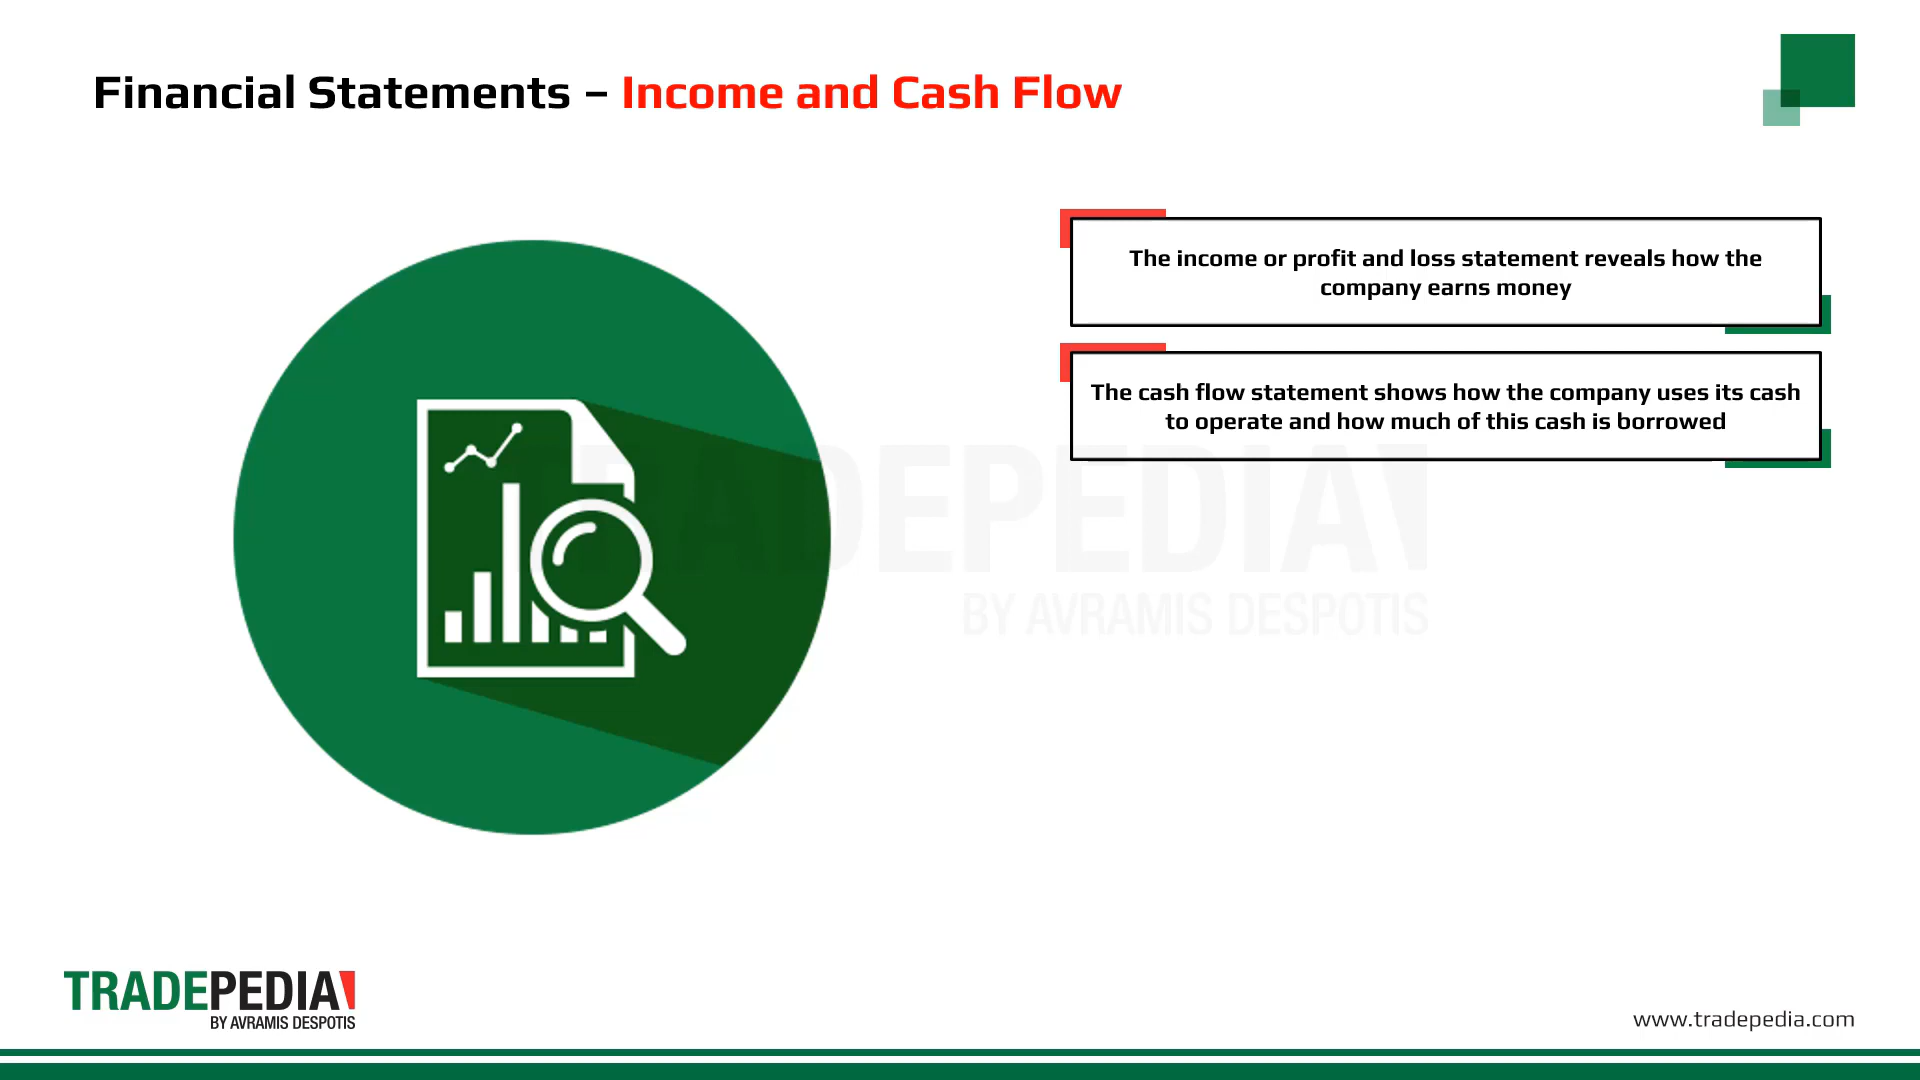 Financial Statements – Income and Cash Flow
The income or profit and loss statement reveals how the
company earns money
The cash flow statement shows how the company uses its cash
to operate and how much of this cash is borrowed
TRADEPEDIA
BY AVRAMIS DESPOTIS
TRADEPEDIA
BY AVRAMIS DESPOTIS
www.tradepedia.com